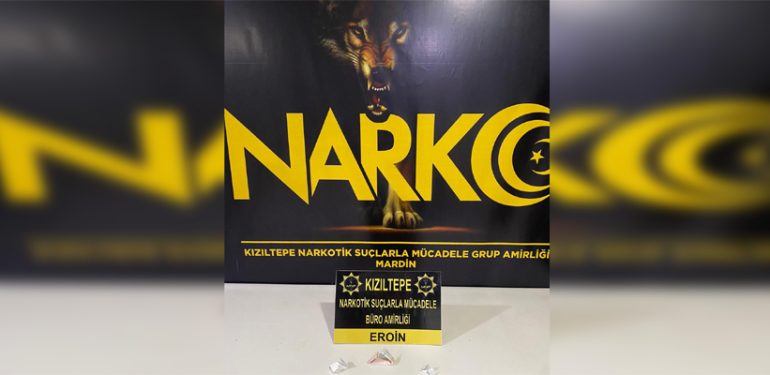 NARKO
KIZILTEPE NARKOTİK SUÇLARLA MÜCADELE GRUP AMİRLİĞİ
MARDİN
KIZILTEPE
NARKOTİK SUÇLARLA MÜCADELE
BÜRO AMİRLİĞİ
EROİN